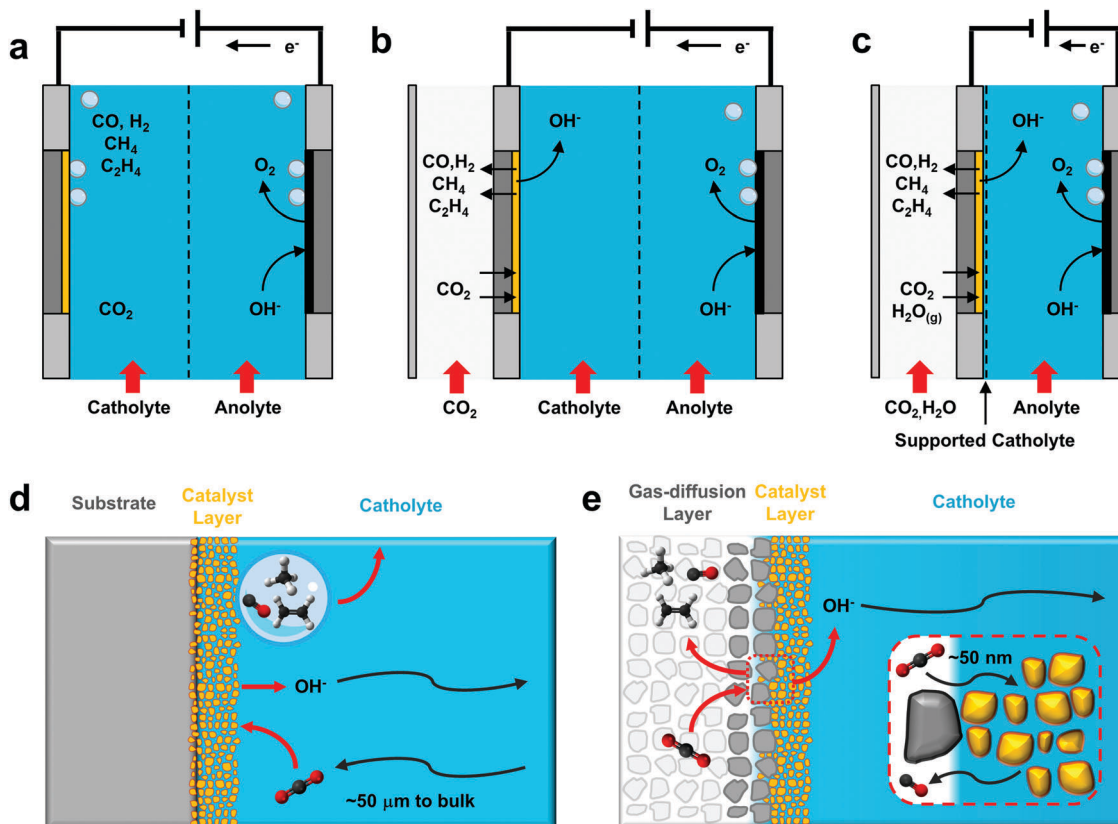 a
e-
CO, H2
CH4
C2H4
O2
CO2
OH-
Catholyte
Anolyte
b
e-
OH-
CO,H2
CH4
C2H4
O2
CO2
OH-
CO2
Catholyte
Anolyte
c
e-
OH-
CO,H2
CH4
C2H4
O2
CO2
H2O(g)
OH-
CO2,H2O
Anolyte
Supported Catholyte
d
Substrate
Catalyst
Layer
Catholyte
OH-
~50 μm to bulk
e
Gas-diffusion
Layer
Catalyst
Layer
Catholyte
OH-
~50 nm